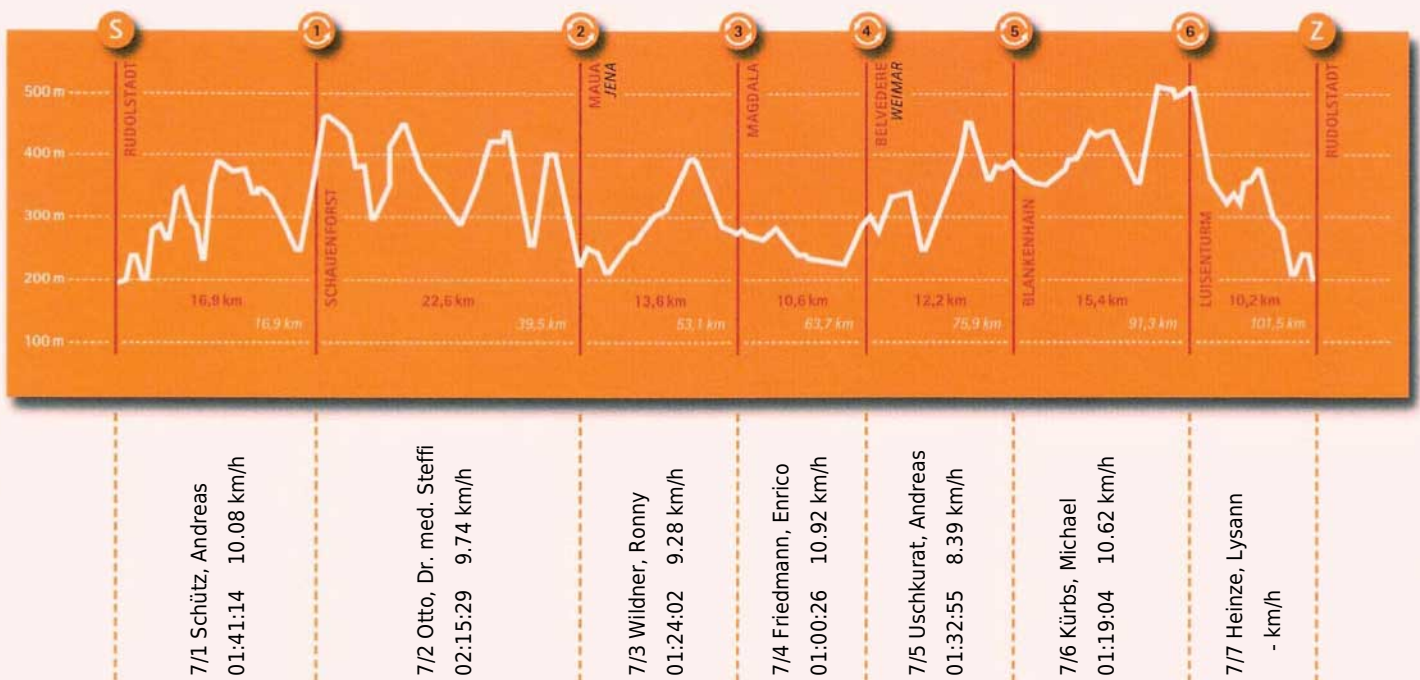 S
1
2
3
4
5
6
Z
500 m
400 m
300 m
200 m
100 m
RUDOLSTADT
SCHAUENFORST
MAUA
JENA
MAGDALA
BELVEDERE
WEIMAR
BLANKENHAIN
LUISENTURM
RUDOLSTADT
16,9 km
22,6 km
13,6 km
10,6 km
12,2 km
15,4 km
10,2 km
16,9 km
39,5 km
53,1 km
63,7 km
75,9 km
91,3 km
101,5 km
7/1 Schütz, Andreas
01:41:14 10.08 km/h
7/2 Otto, Dr. med. Steffi
02:15:29 9.74 km/h
7/3 Wildner, Ronny
01:24:02 9.28 km/h
7/4 Friedmann, Enrico
01:00:26 10.92 km/h
7/5 Uschkurat, Andreas
01:32:55 8.39 km/h
7/6 Kürbs, Michael
01:19:04 10.62 km/h
7/7 Heinze, Lysann
- km/h